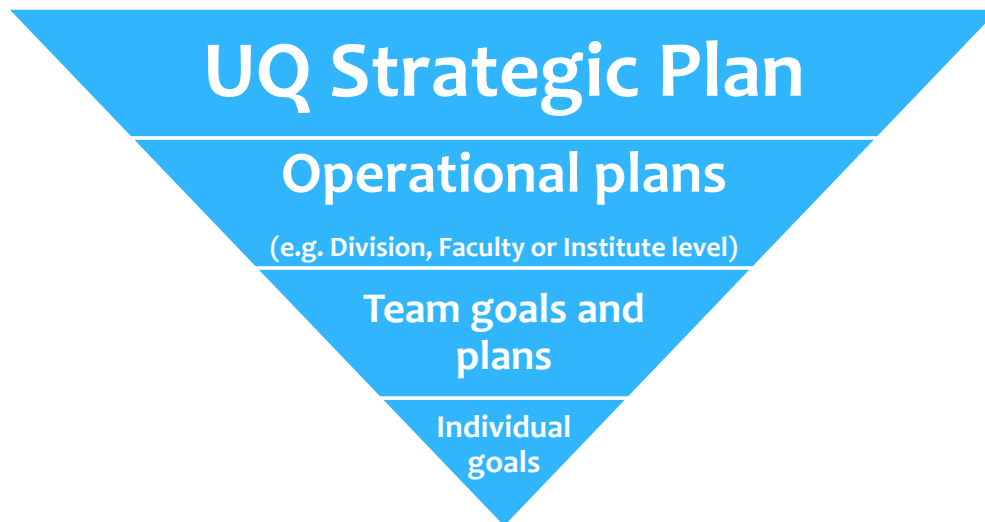 UQ Strategic Plan
Operational plans
(e.g. Division, Faculty or Institute level)
Team goals and
plans
Individual
goals